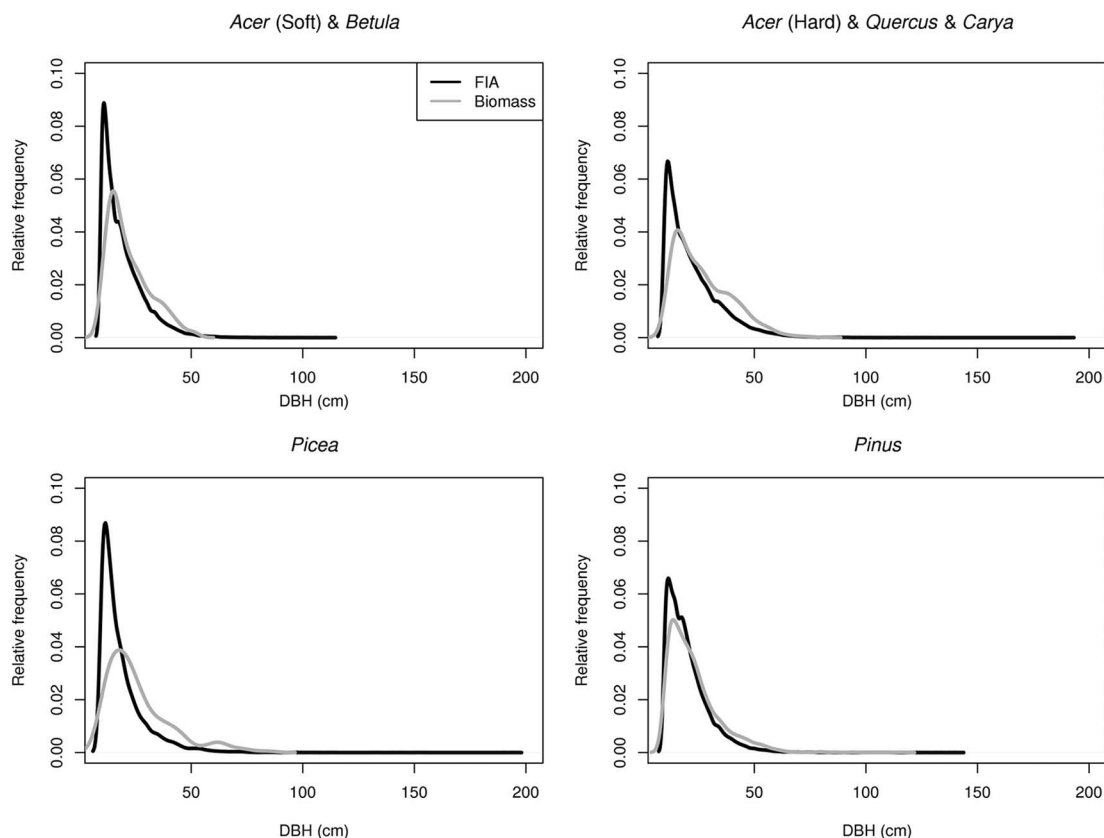 Acer (Soft) & Betula
FIA
Biomass
Relative frequency
0.00 0.02 0.04 0.06 0.08 0.10
50 100 150 200
DBH (cm)
Acer (Hard) & Quercus & Carya
Relative frequency
0.00 0.02 0.04 0.06 0.08 0.10
50 100 150 200
DBH (cm)
Picea
Relative frequency
0.00 0.02 0.04 0.06 0.08 0.10
50 100 150 200
DBH (cm)
Pinus
Relative frequency
0.00 0.02 0.04 0.06 0.08 0.10
50 100 150 200
DBH (cm)